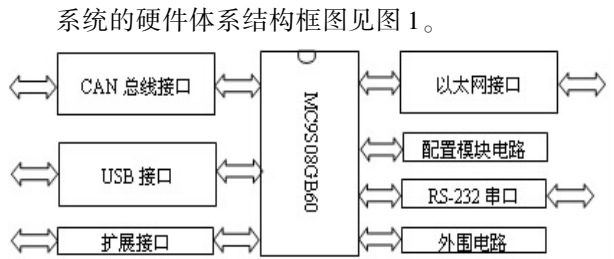 系统的硬件体系结构框图见图1。
CAN 总线接口
USB 接口
扩展接口
MC9S08GB60
以太网接口
配置模块电路
RS-232 串口
外围电路